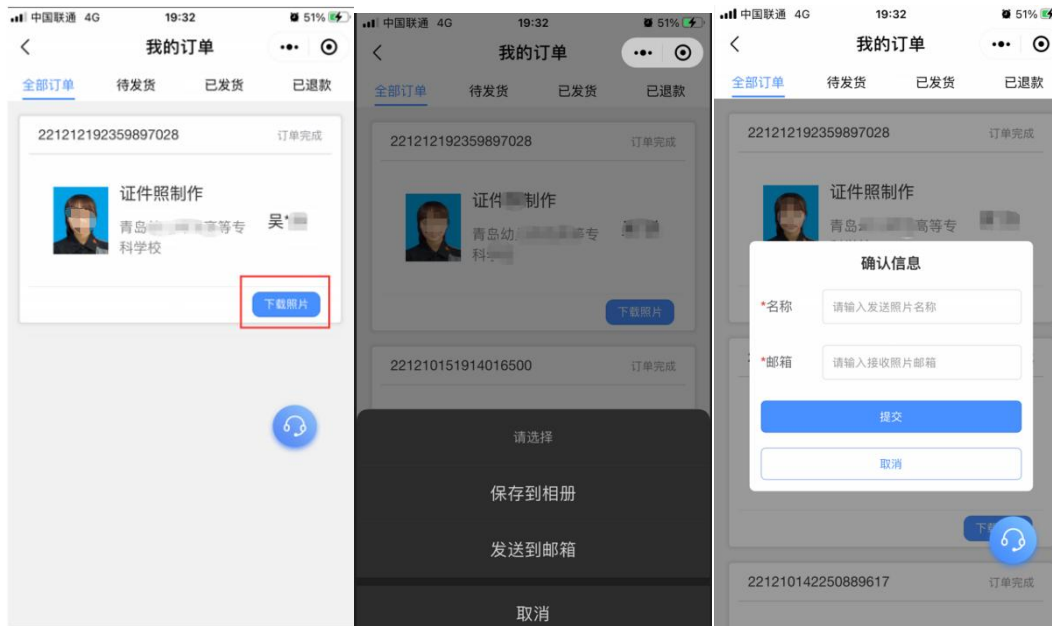 中国联通 4G 19:32 51%
我的订单
全部订单 待发货 已发货 已退款
221212192359897028 订单完成
证件照制作
青岛 高等专
科学校
吴*
下载照片
中国联通 4G 19:32 51%
我的订单
全部订单 待发货 已发货 已退款
221212192359897028 订单完成
证件 制作
青岛幼 专
科
下载照片
221210151914016500 订单完成
请选择
保存到相册
发送到邮箱
取消
中国联通 4G 19:32 51%
我的订单
全部订单 待发货 已发货 已退款
221212192359897028 订单完成
证件照制作
青岛 高等专
确认信息
*名称 请输入发送照片名称
*邮箱 请输入接收照片邮箱
提交
取消
221210142250889617 订单完成